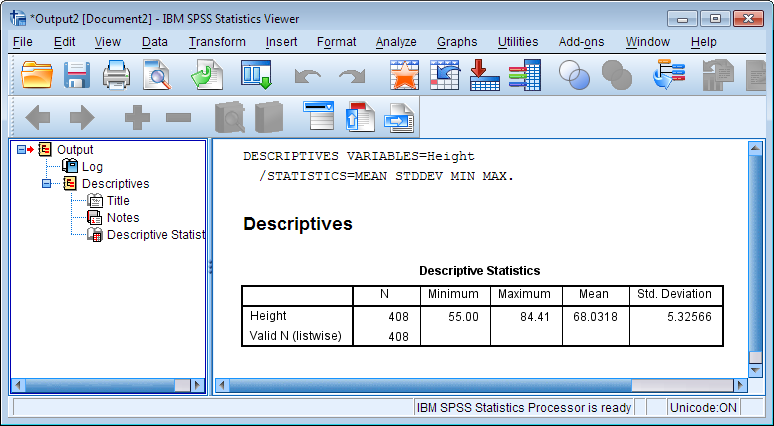 *Output2 [Document2] - IBM SPSS Statistics Viewer
File Edit View Data Transform Insert Format Analyze Graphs Utilities Add-ons Window Help
Output
Log
Descriptives
Title
Notes
Descriptive Statist
DESCRIPTIVES VARIABLES=Height
/STATISTICS=MEAN STDDEV MIN MAX.
Descriptives
Descriptive Statistics
N Minimum Maximum Mean Std. Deviation
Height 408 55.00 84.41 68.0318 5.32566
Valid N (listwise) 408
IBM SPSS Statistics Processor is ready Unicode:ON